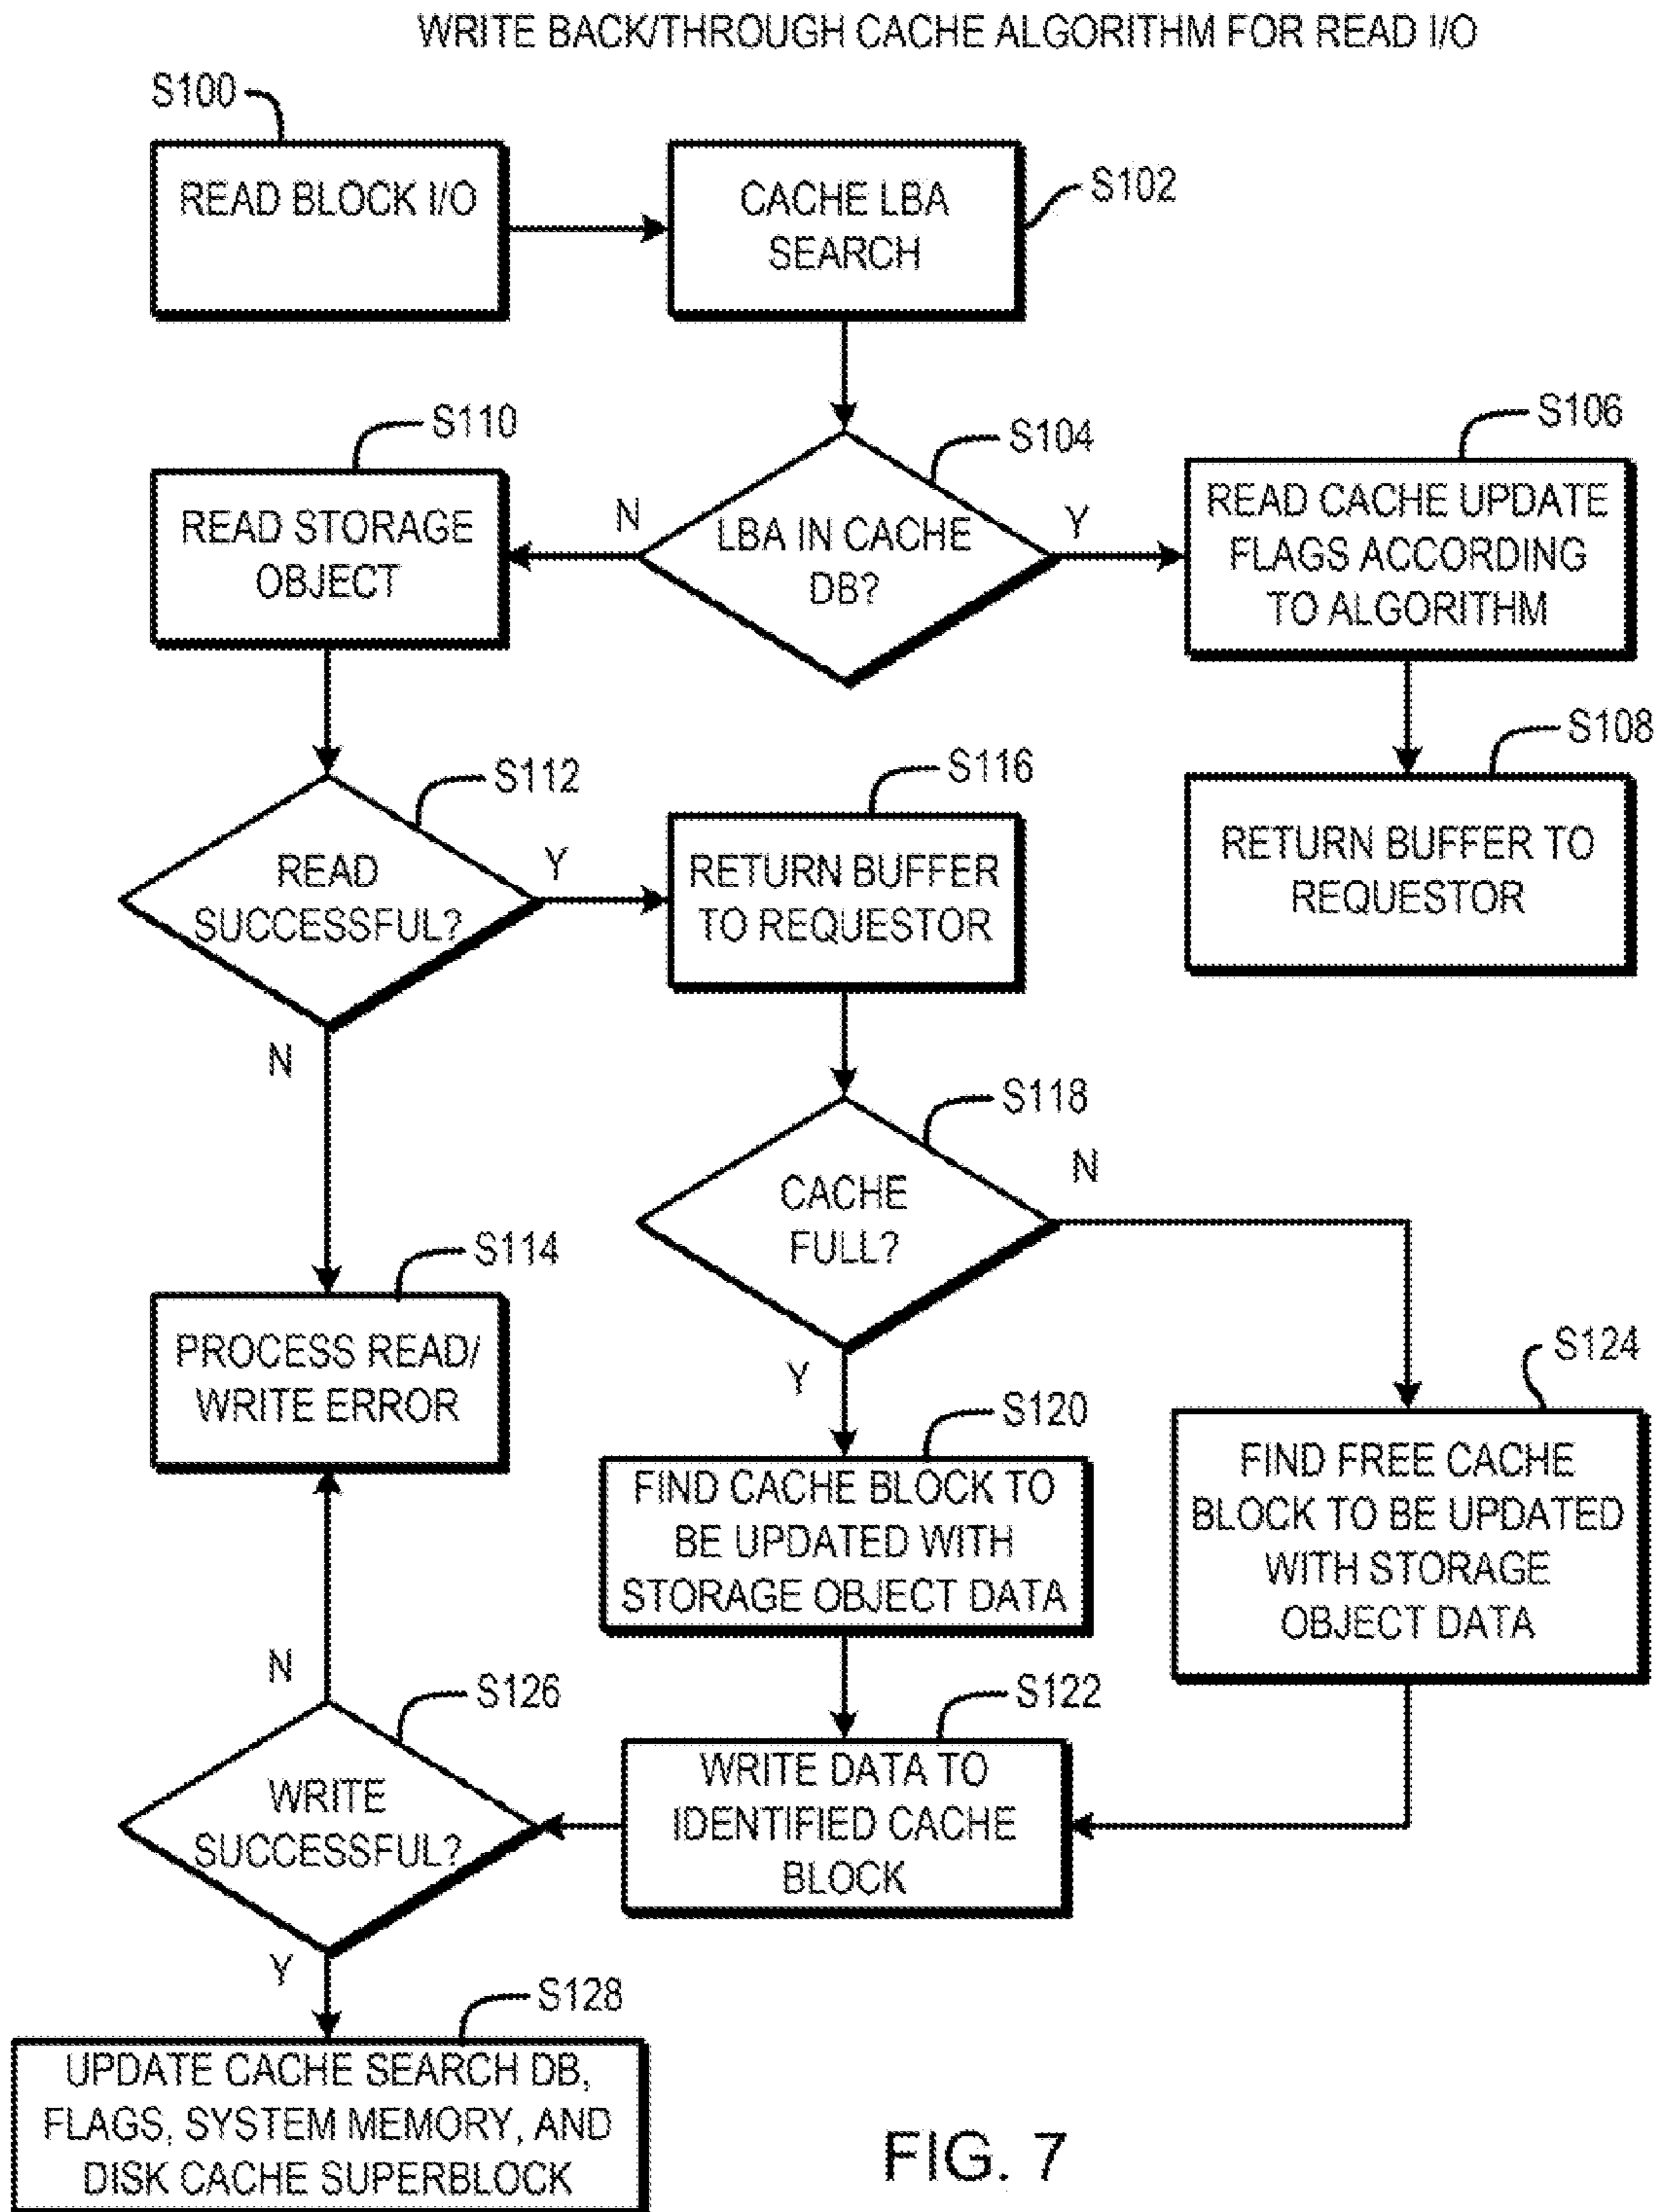 WRITE BACK/THROUGH CACHE ALGORITHM FOR READ I/O
S100
READ BLOCK I/O
CACHE LBA
SEARCH
S102
S110
READ STORAGE
OBJECT
S104
N
LBA IN CACHE
DB?
Y
S106
READ CACHE UPDATE
FLAGS ACCORDING
TO ALGORITHM
S108
RETURN BUFFER TO
REQUESTOR
S112
READ
SUCCESSFUL?
Y
N
S116
RETURN BUFFER
TO REQUESTOR
S118
CACHE
FULL?
N
Y
S114
PROCESS READ/
WRITE ERROR
S120
FIND CACHE BLOCK TO
BE UPDATED WITH
STORAGE OBJECT DATA
S124
FIND FREE CACHE
BLOCK TO BE UPDATED
WITH STORAGE
OBJECT DATA
S122
WRITE DATA TO
IDENTIFIED CACHE
BLOCK
N
S126
WRITE
SUCCESSFUL?
Y
S128
UPDATE CACHE SEARCH DB,
FLAGS, SYSTEM MEMORY, AND
DISK CACHE SUPERBLOCK
FIG. 7